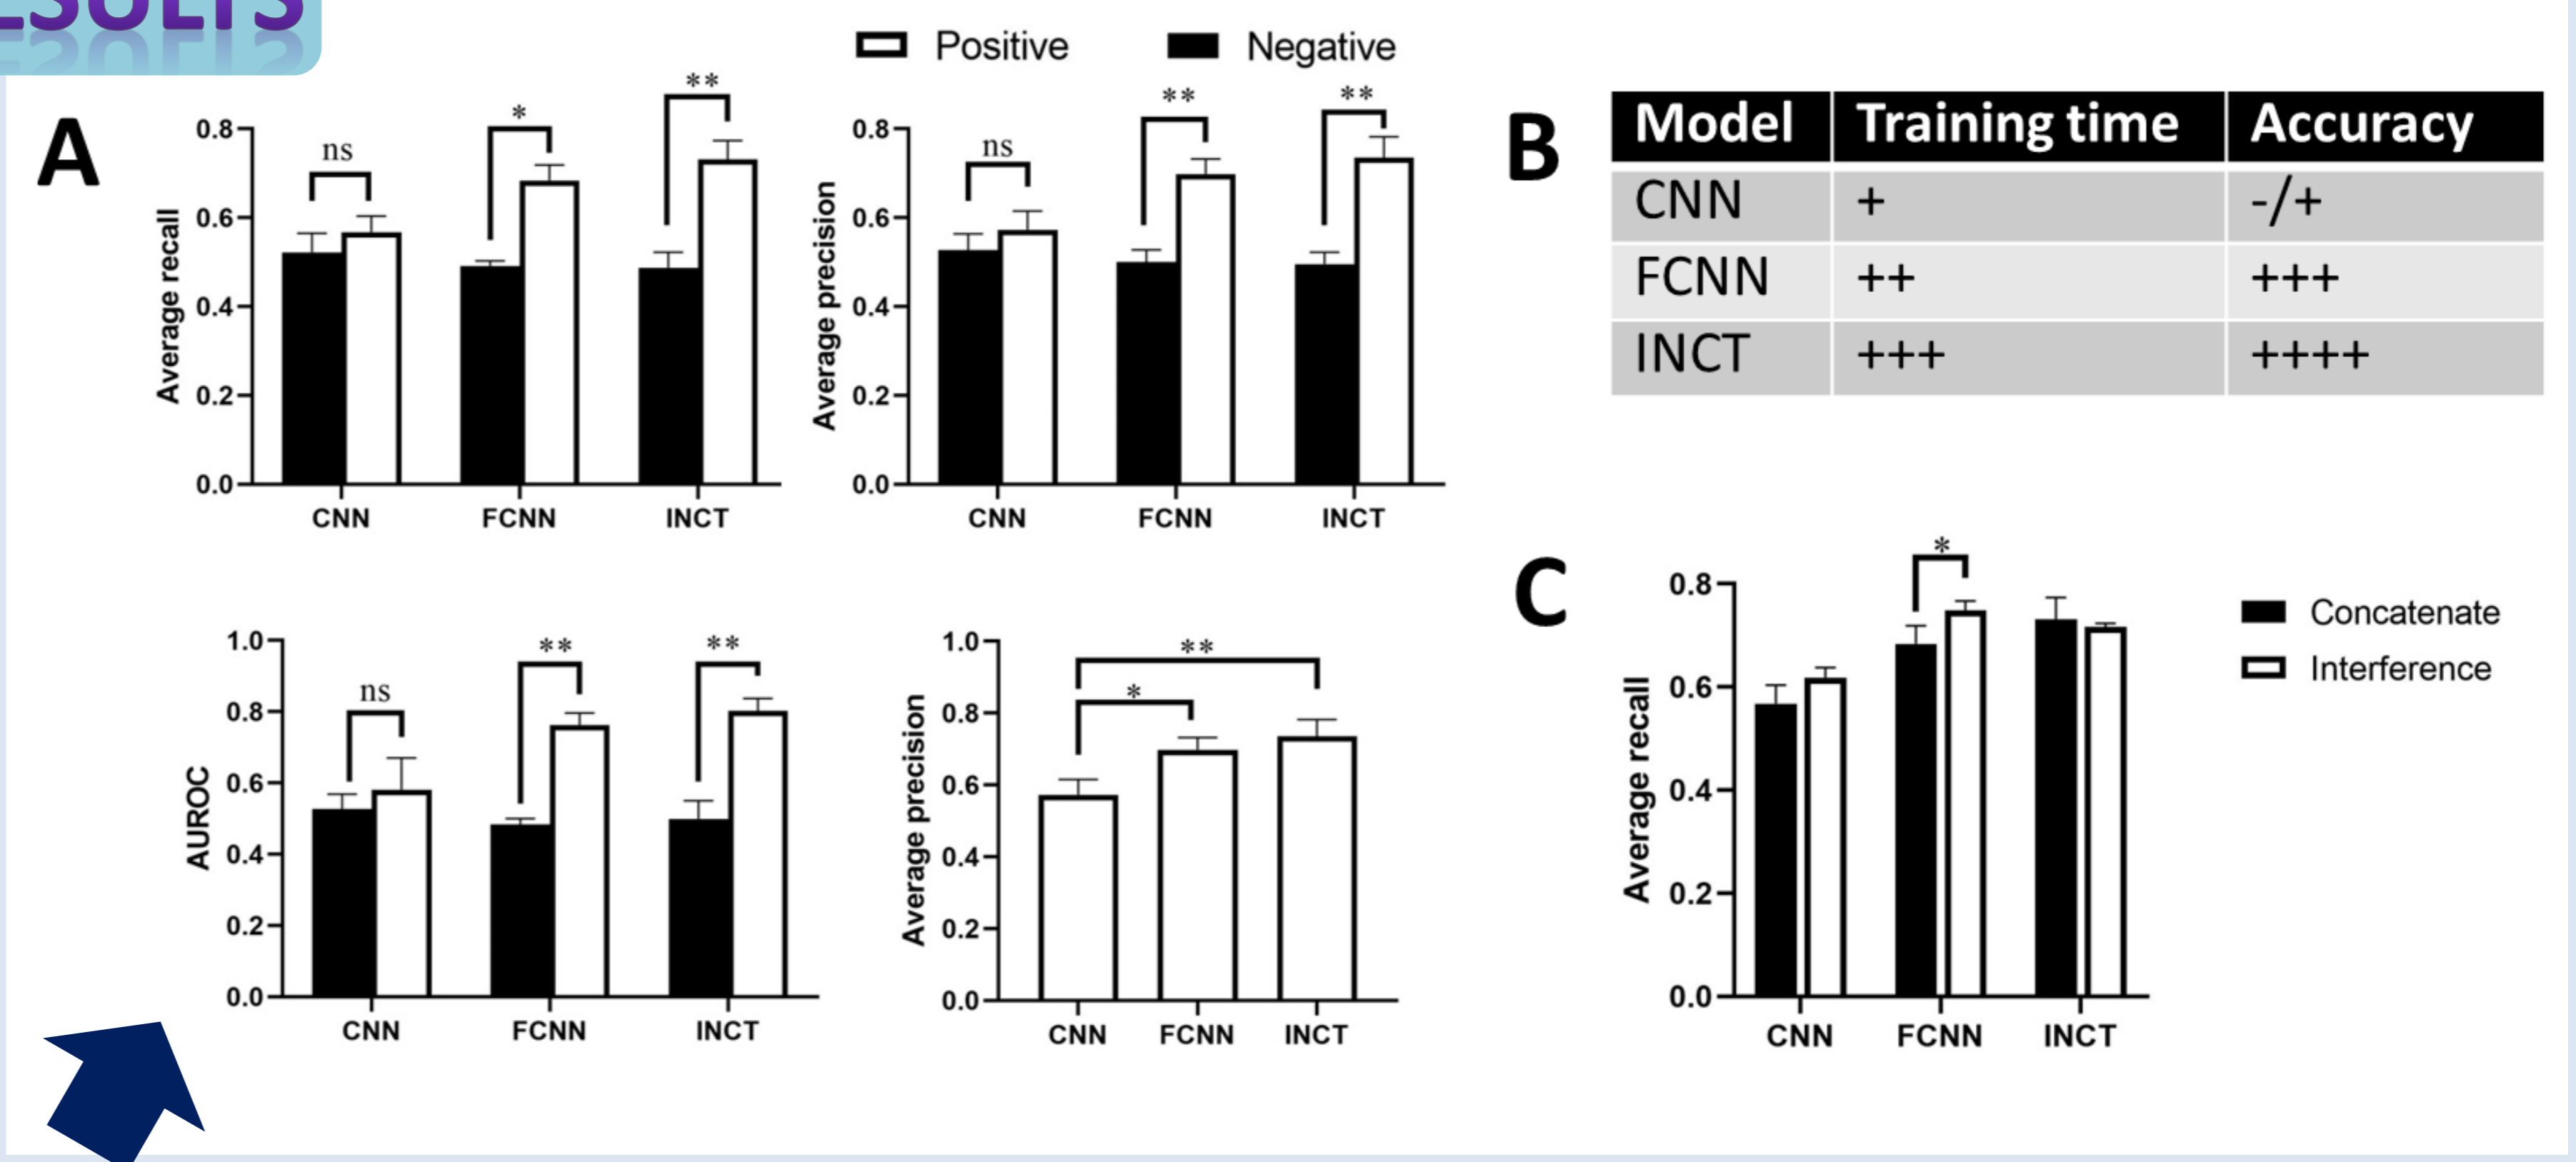 Positive Negative
A
**
*
ns
0.8
0.6
0.4
0.2
0.0
Average recall
CNN FCNN INCT
**
**
ns
0.8
0.6
0.4
0.2
0.0
Average precision
CNN FCNN INCT
B
Model Training time Accuracy
CNN + -/+
FCNN ++ +++
INCT +++ ++++
**
**
ns
1.0
0.8
0.6
0.4
0.2
0.0
AUROC
CNN FCNN INCT
**
*
1.0
0.8
0.6
0.4
0.2
0.0
Average precision
CNN FCNN INCT
C
*
0.8
0.6
0.4
0.2
0.0
Average recall
CNN FCNN INCT
Concatenate
Interference